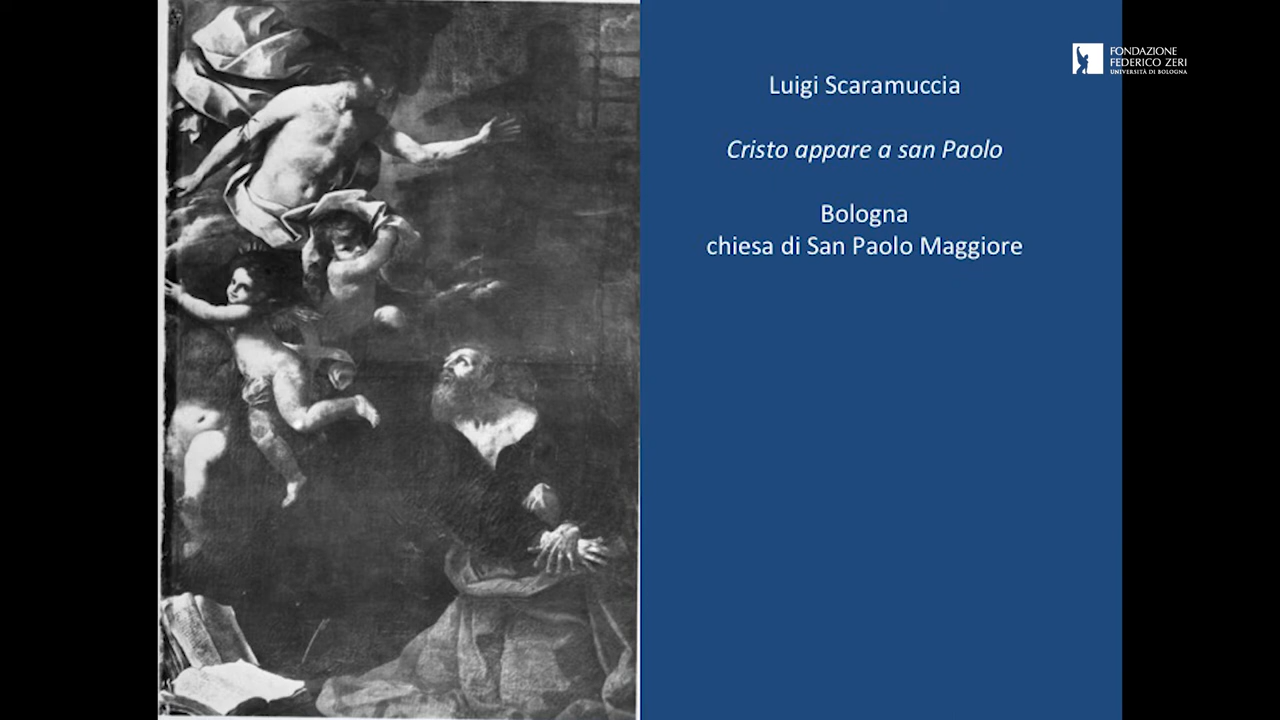 FONDAZIONE
FEDERICO ZERI
UNIVERSITÀ DI BOLOGNA
Luigi Scaramuccia
Cristo appare a san Paolo
Bologna
chiesa di San Paolo Maggiore